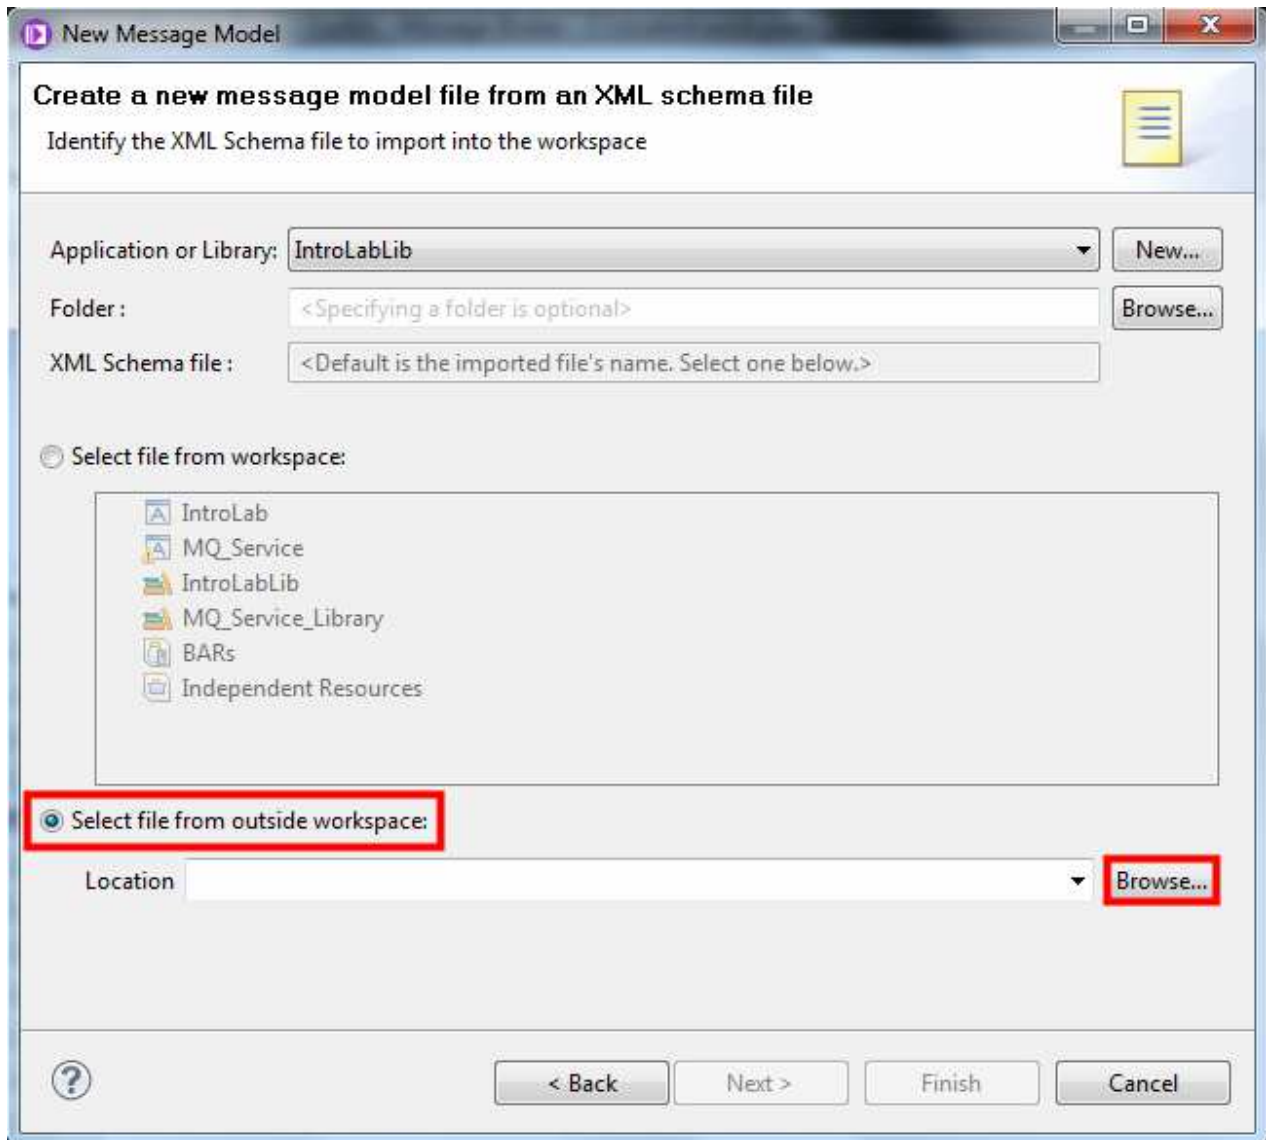 New Message Model
Create a new message model file from an XML schema file
Identify the XML Schema file to import into the workspace
Application or Library: IntroLabLib New...
Folder : <Specifying a folder is optional> Browse...
XML Schema file : <Default is the imported file's name. Select one below.>
Select file from workspace:
IntroLab
MQ_Service
IntroLabLib
MQ_Service_Library
BARs
Independent Resources
Select file from outside workspace:
Location Browse...
< Back Next > Finish Cancel